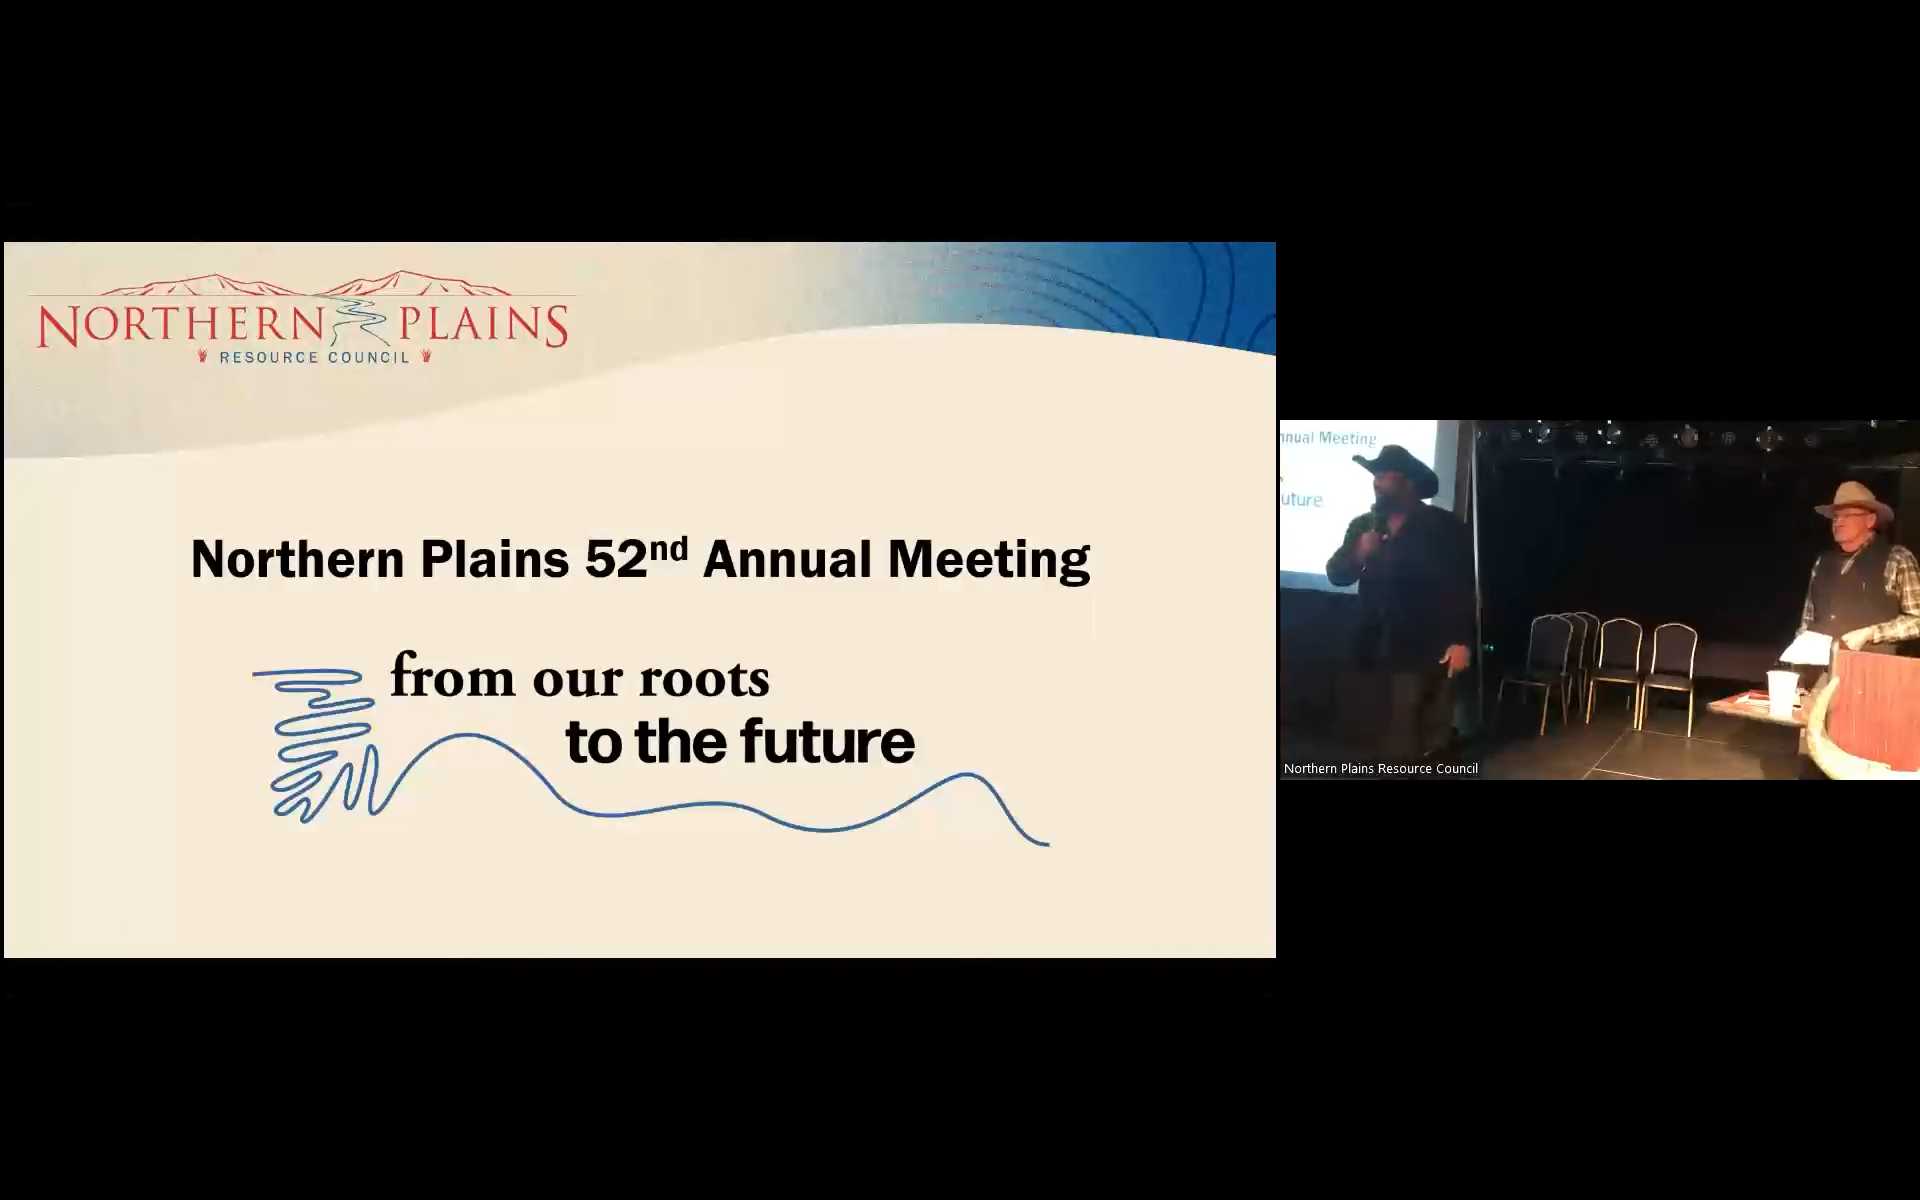 NORTHERN PLAINS
RESOURCE COUNCIL
Northern Plains 52nd Annual Meeting
from our roots
to the future
nnual Meeting
uture
Northern Plains Resource Council